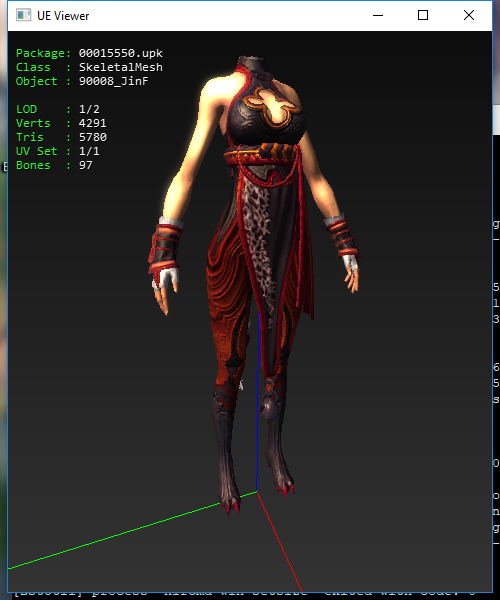 UE Viewer
Package: 00015550.upk
Class : SkeletalMesh
Object : 90008_JinF
LOD : 1/2
Verts : 4291
Tris : 5780
UV Set : 1/1
Bones : 97